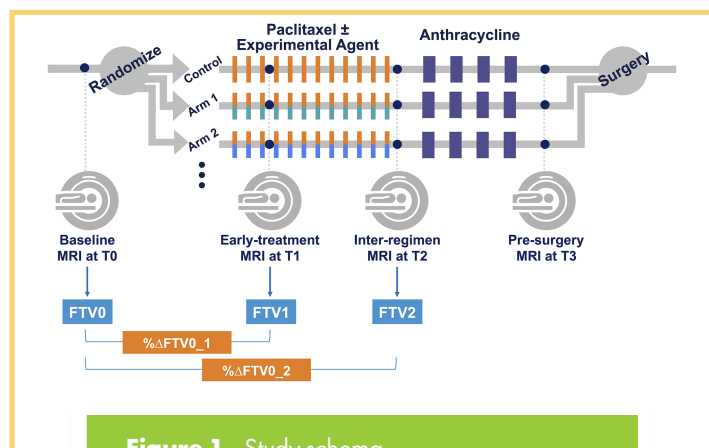 Paclitaxel ±
Experimental Agent
Anthracycline
Randomize
Control
Arm 1
Arm 2
Surgery
Baseline
MRI at T0
Early-treatment
MRI at T1
Inter-regimen
MRI at T2
Pre-surgery
MRI at T3
FTV0
FTV1
FTV2
%ΔFTV0_1
%ΔFTV0_2
Figure 1. Study schema